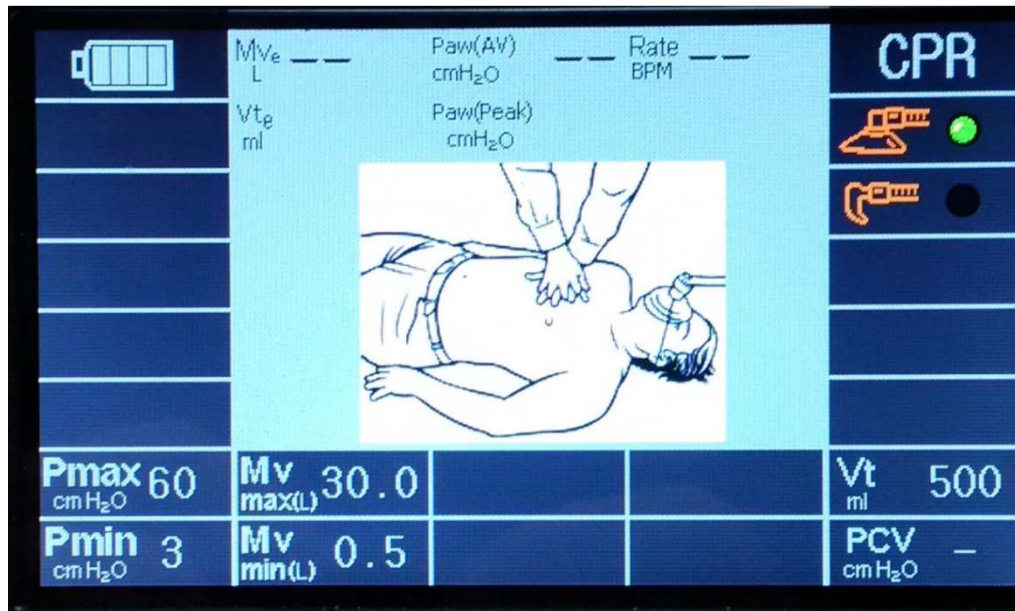 Mve -- Paw(AV) -- Rate -- CPR
L cmH₂O BPM
Vte Paw(Peak)
ml cmH₂O
Pmax 60 Mv 30.0 Vt 500
cmH₂O max(L) ml
Pmin 3 Mv 0.5 PCV -
cmH₂O min(L) cmH₂O